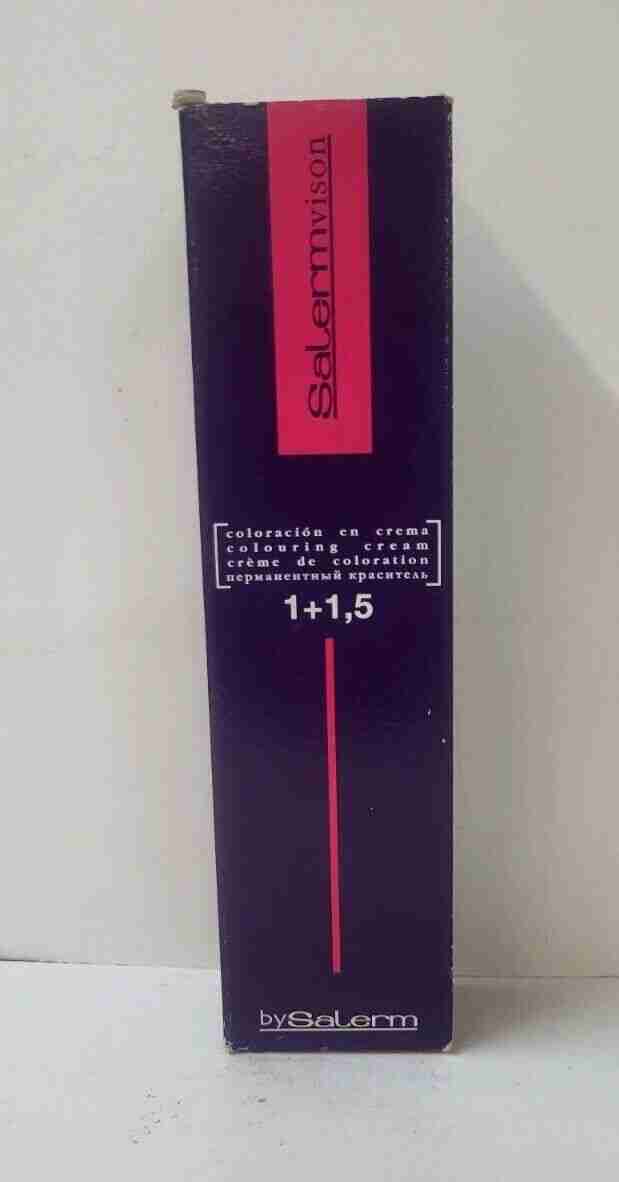 Salermvison
coloración en crema
colouring cream
crème de coloration
перманентный краситель
1+1,5
bySalerm